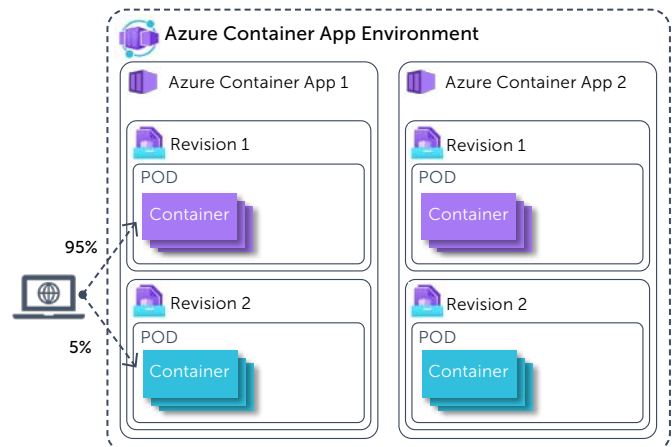 Azure Container App Environment
Azure Container App 1
Azure Container App 2
Revision 1
Revision 1
POD
POD
Container
Container
95%
Revision 2
Revision 2
5%
POD
POD
Container
Container